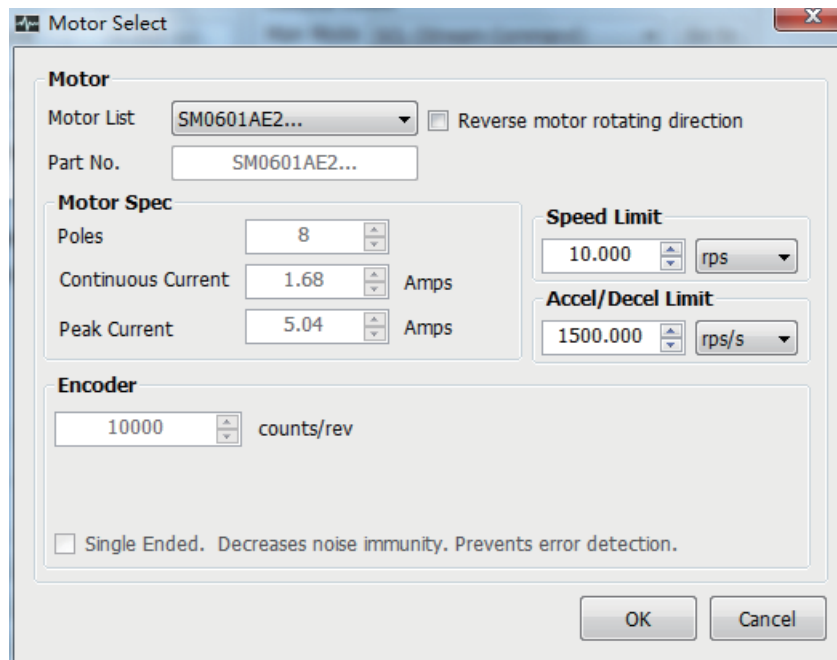 Motor Select
Motor
Motor List SM0601AE2... Reverse motor rotating direction
Part No. SM0601AE2...
Motor Spec
Poles 8
Continuous Current 1.68 Amps
Peak Current 5.04 Amps
Speed Limit
10.000 rps
Accel/Decel Limit
1500.000 rps/s
Encoder
10000 counts/rev
Single Ended. Decreases noise immunity. Prevents error detection.
OK Cancel